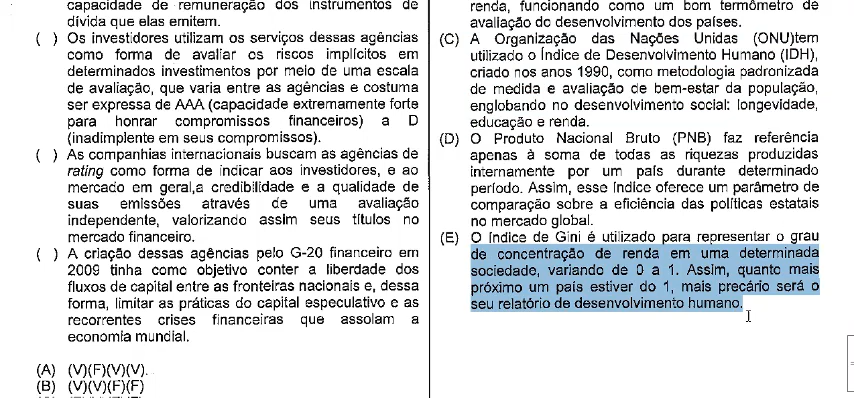 capacidade de remuneração dos instrumentos de
dívida que elas emitem.
( ) Os investidores utilizam os serviços dessas agências
como forma de avaliar os riscos implícitos em
determinados investimentos por meio de uma escala
de avaliação, que varia entre as agências e costuma
ser expressa de AAA (capacidade extremamente forte
para honrar compromissos financeiros) a D
(inadimplente em seus compromissos).
( ) As companhias internacionais buscam as agências de
rating como forma de indicar aos investidores, e ao
mercado em geral,a credibilidade e a qualidade de
suas emissões através de uma avaliação
independente, valorizando assim seus títulos no
mercado financeiro.
( ) A criação dessas agências pelo G-20 financeiro em
2009 tinha como objetivo conter a liberdade dos
fluxos de capital entre as fronteiras nacionais e, dessa
forma, limitar as práticas do capital especulativo e as
recorrentes crises financeiras que assolam a
economia mundial.
(A) (V)(F)(V)(V).
(B) (V)(V)(F)(F)
renda, funcionando como um bom termômetro de
avaliação do desenvolvimento dos países.
(C) A Organização das Nações Unidas (ONU)tem
utilizado o Índice de Desenvolvimento Humano (IDH),
criado nos anos 1990, como metodologia padronizada
de medida e avaliação de bem-estar da população,
englobando no desenvolvimento social: longevidade,
educação e renda.
(D) O Produto Nacional Bruto (PNB) faz referência
apenas à soma de todas as riquezas produzidas
internamente por um país durante determinado
período. Assim, esse índice oferece um parâmetro de
comparação sobre a eficiência das políticas estatais
no mercado global.
(E) O índice de Gini é utilizado para representar o grau
de concentração de renda em uma determinada
sociedade, variando de 0 a 1. Assim, quanto mais
próximo um país estiver do 1, mais precário será o
seu relatório de desenvolvimento humano.